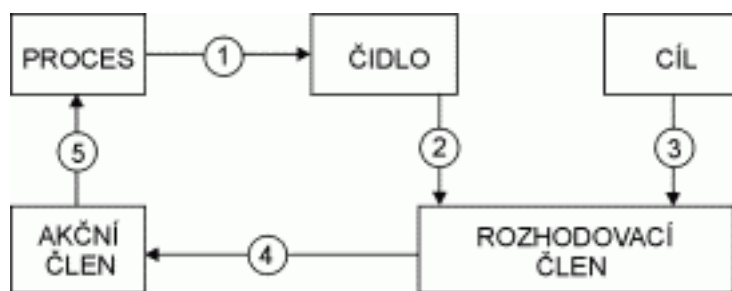 PROCES
1
ČIDLO
CÍL
5
2
3
AKČNÍ
ČLEN
4
ROZHODOVACÍ
ČLEN